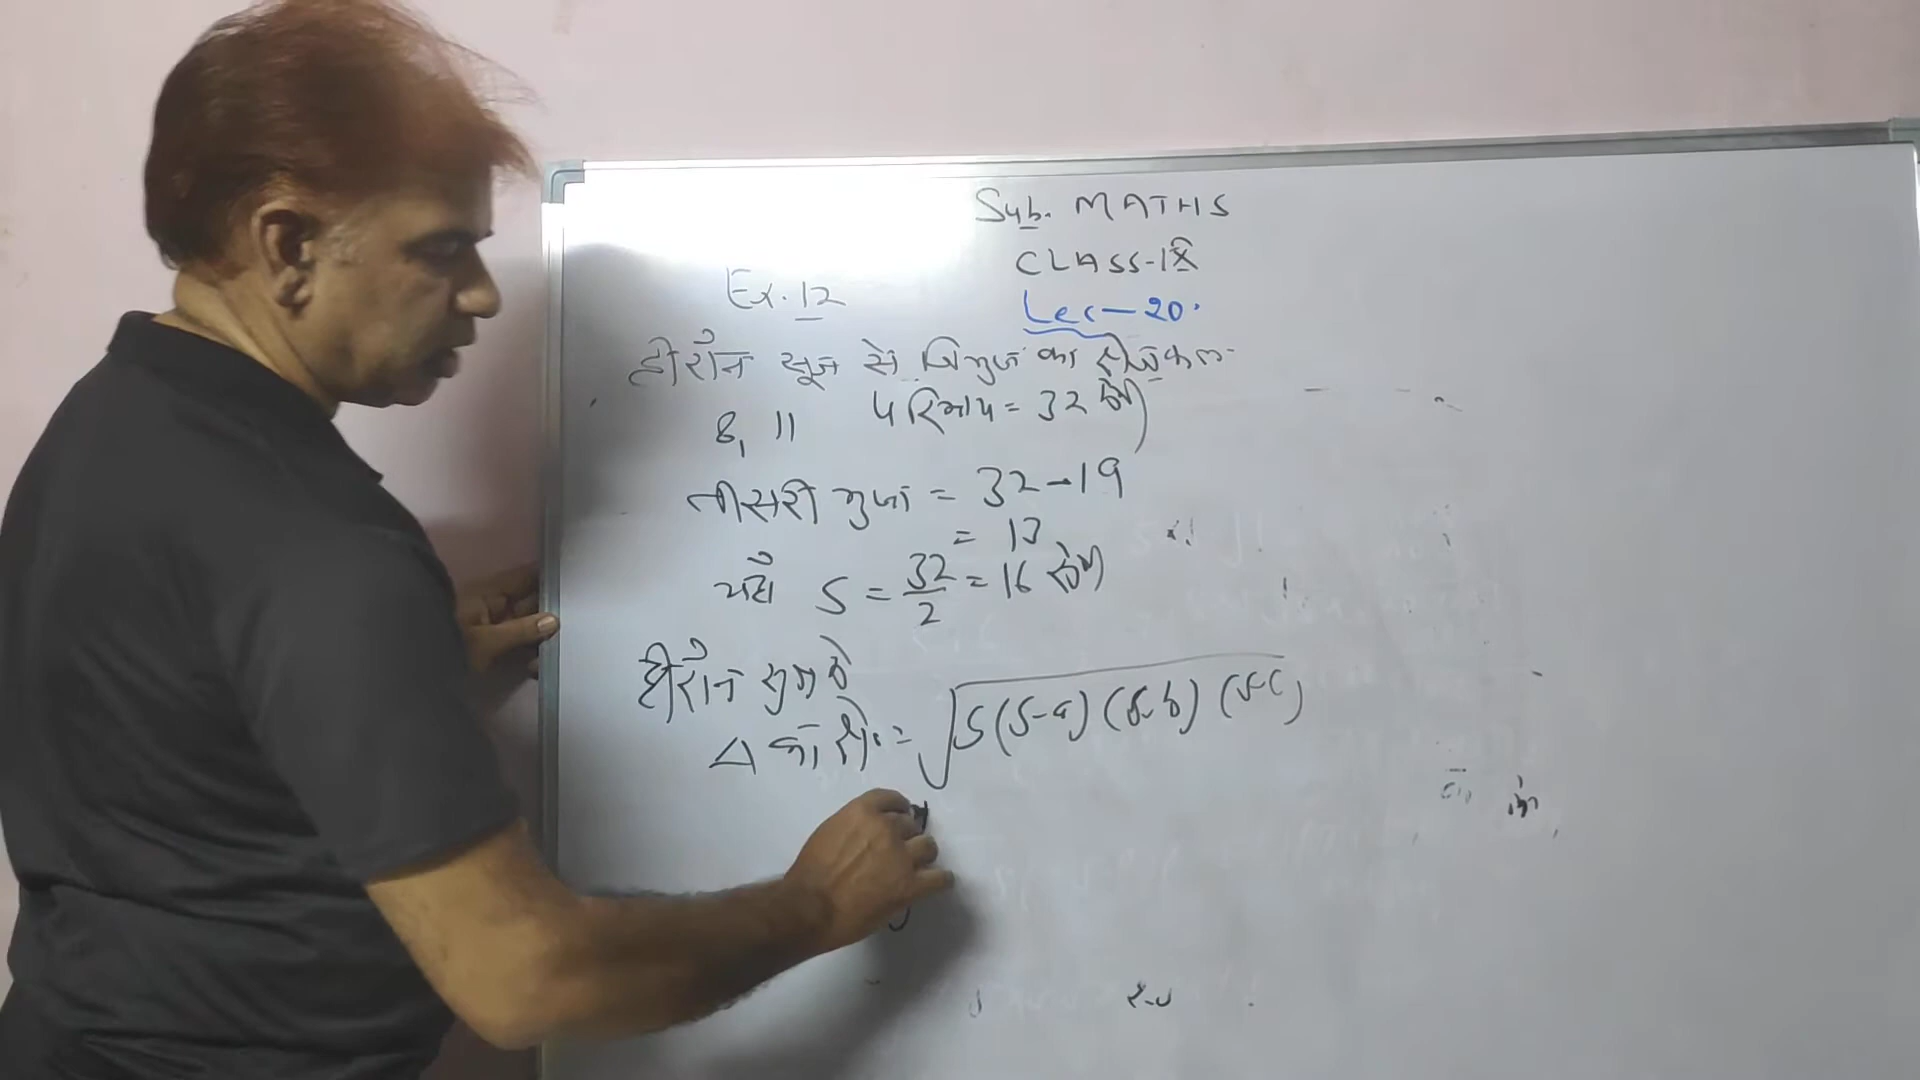 Sub. MATHS
CLASS-IX
Ex. 12
Lec-20.
हीरोन सूत्र से त्रिभुज का क्षेत्रफल
8, 11 परिमाप = 32 सेमी
तीसरी भुजा = 32-19
= 13
यहाँ S = 32/2 = 16 सेमी
हीरोन सूत्र से
△ का क्षे० = √S(S-a)(S-b)(S-c)